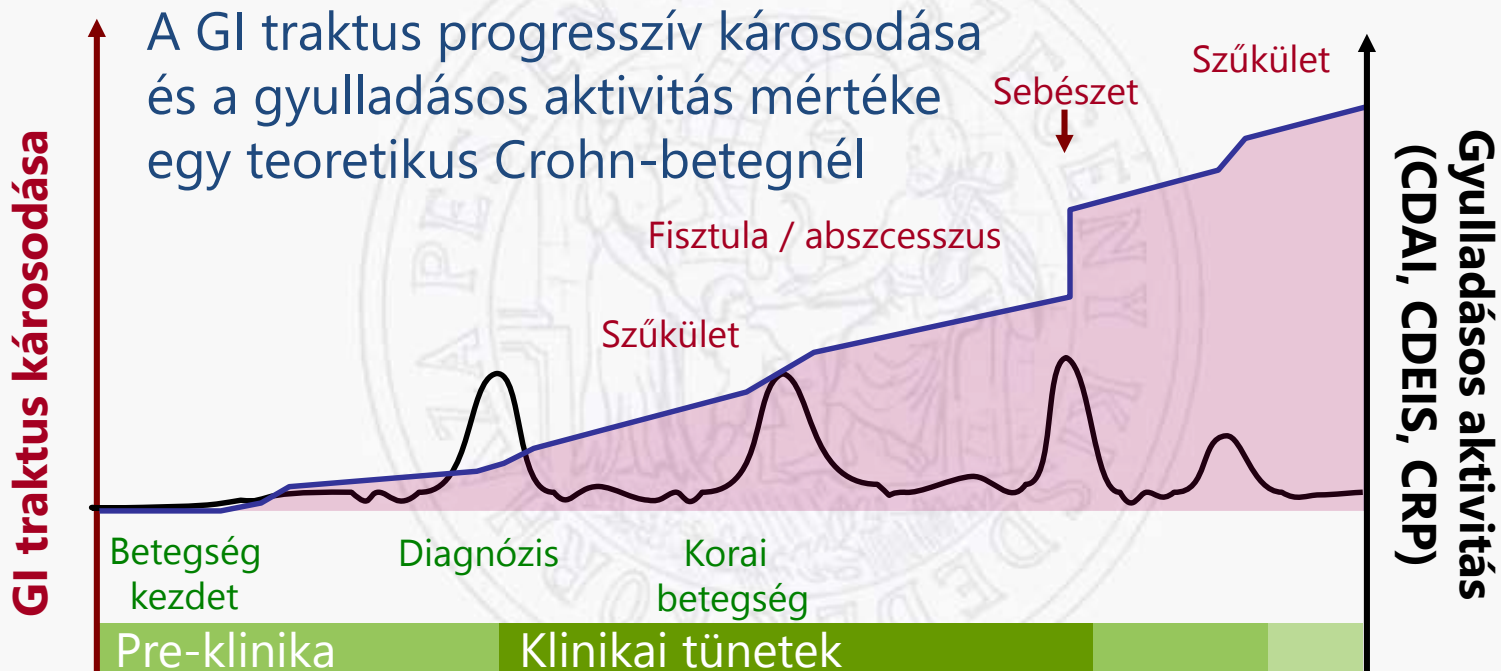 A GI traktus progresszív károsodása
és a gyulladásos aktivitás mértéke
egy teoretikus Crohn-betegnél
GI traktus károsodása
Szűkület
Sebészet
Fisztula / abszcesszus
Szűkület
Gyulladásos aktivitás
(CDAI, CDEIS, CRP)
Betegség
kezdet
Diagnózis
Korai
betegség
Pre-klinika
Klinikai tünetek